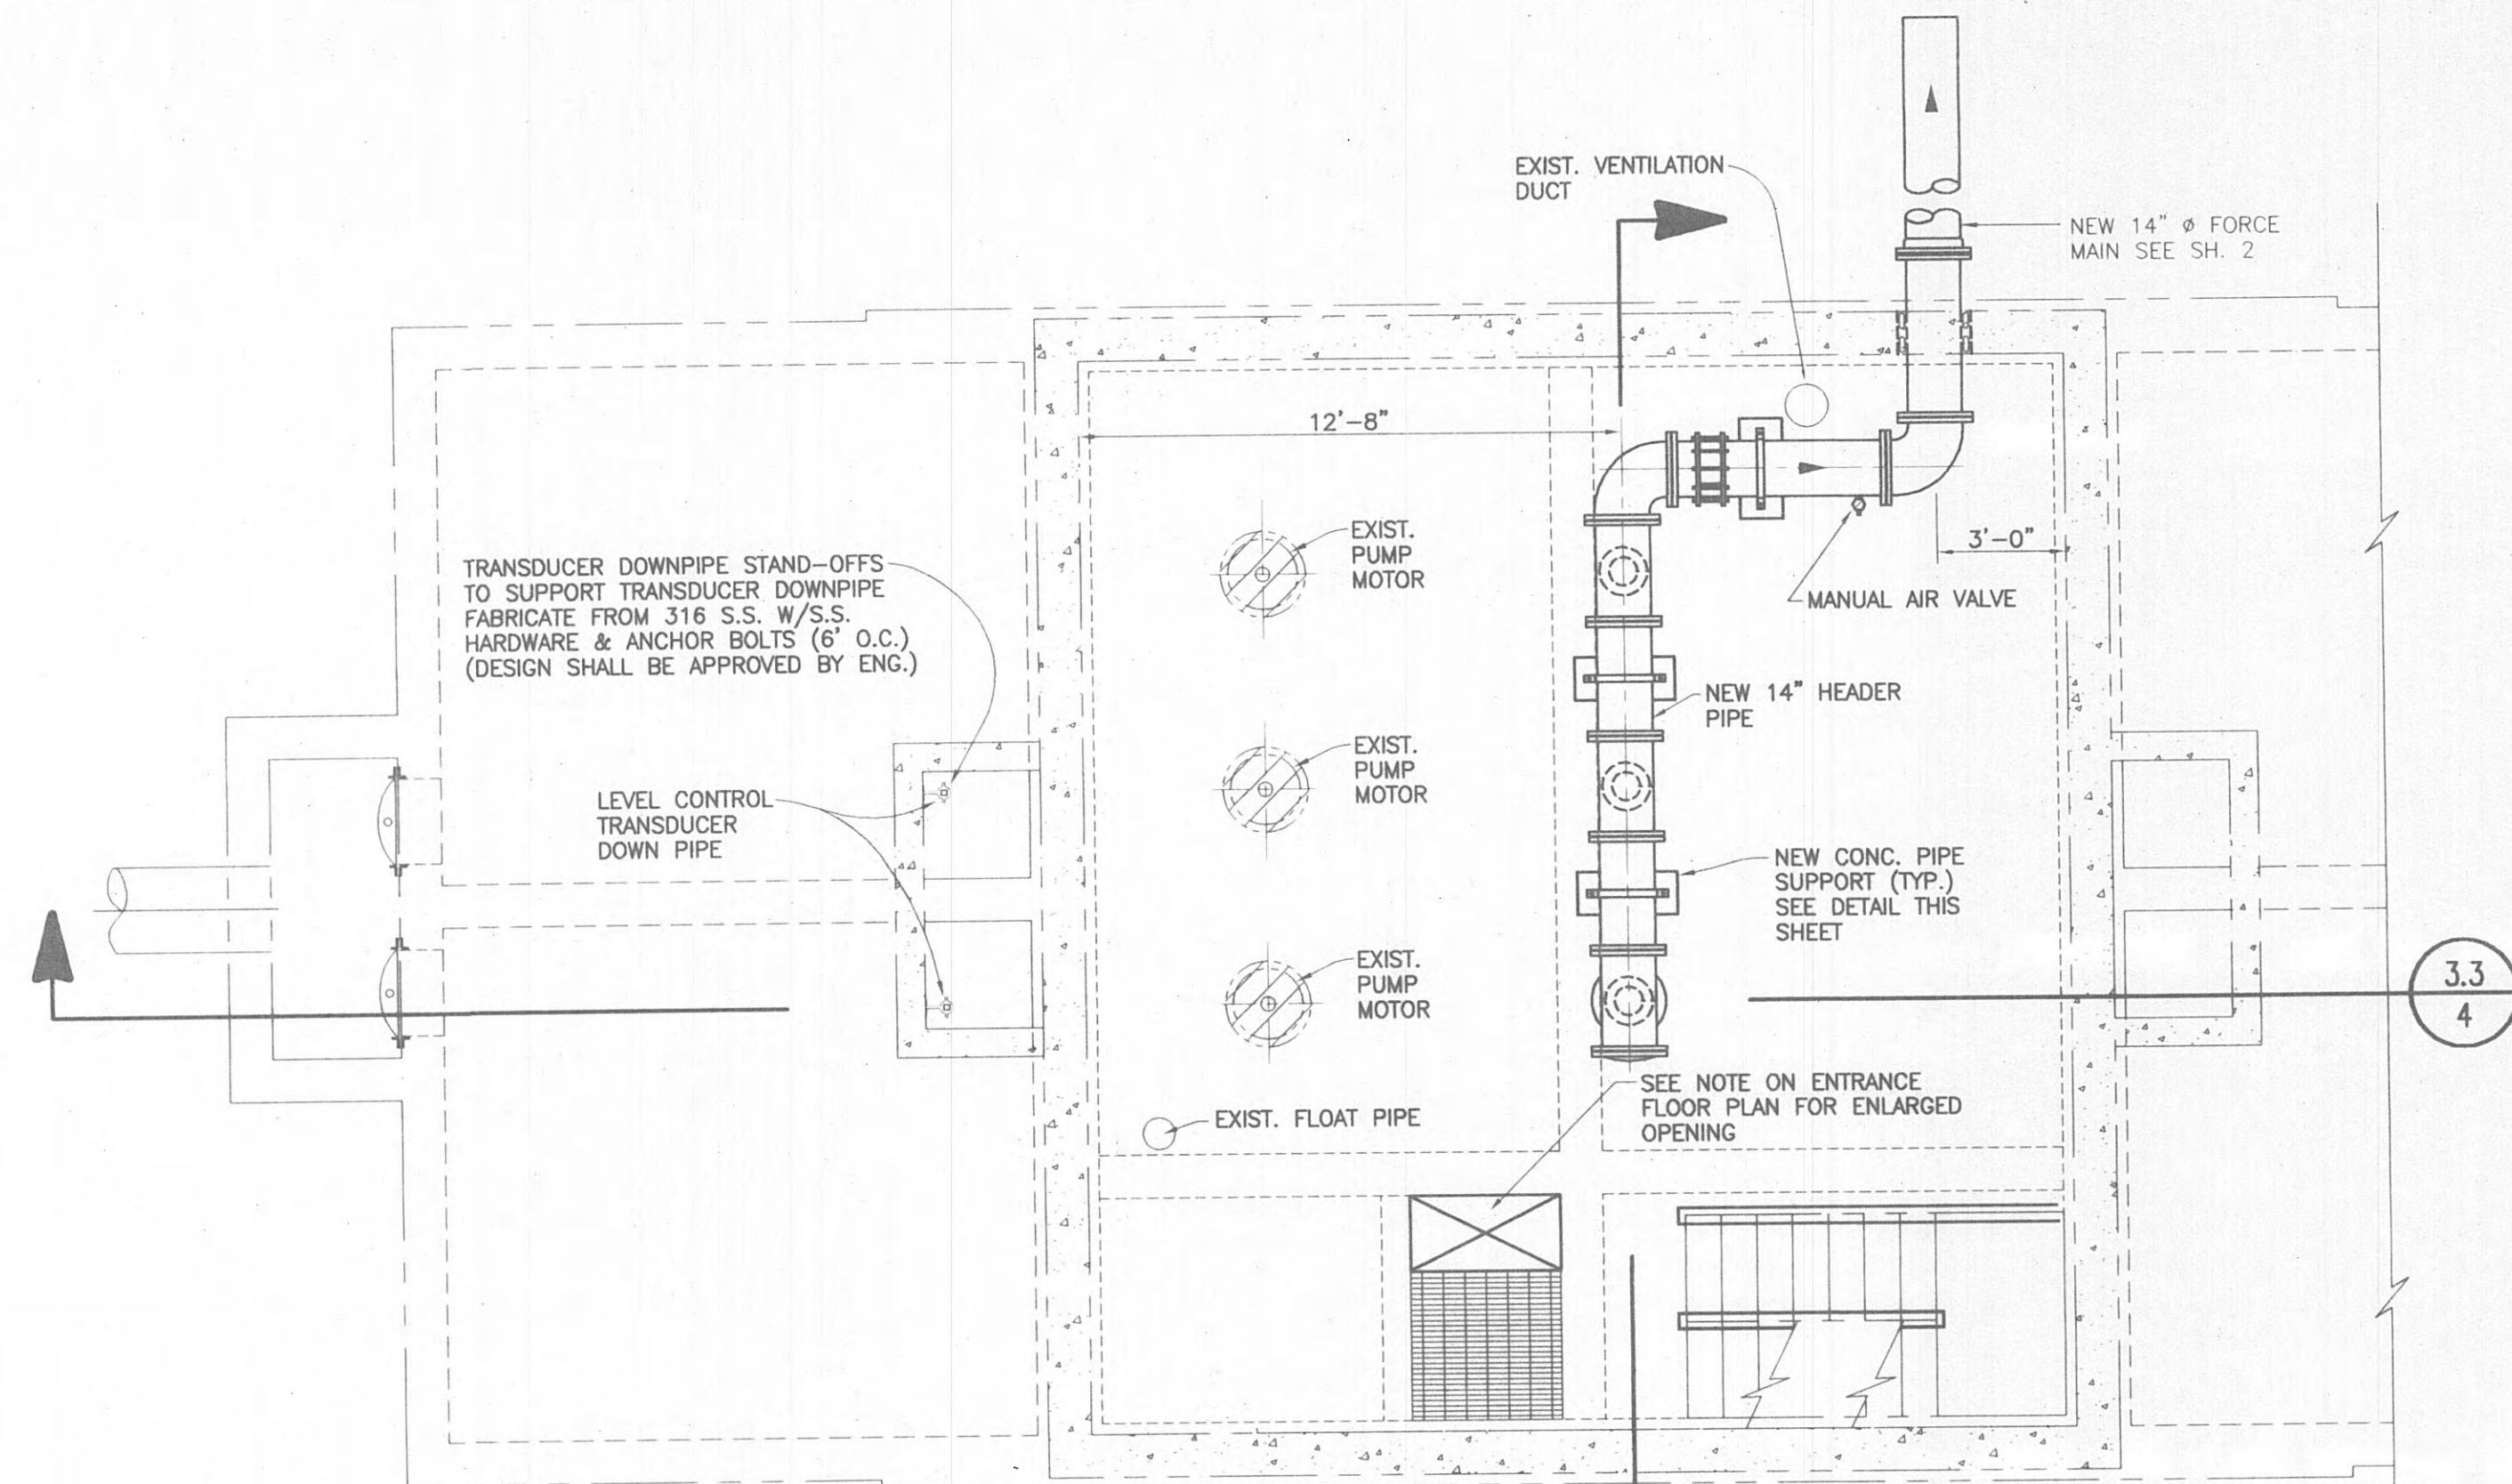 EXIST. VENTILATION
DUCT
NEW 14" ø FORCE
MAIN SEE SH. 2
12'-8"
TRANSDUCER DOWNPIPE STAND-OFFS
TO SUPPORT TRANSDUCER DOWNPIPE
FABRICATE FROM 316 S.S. W/S.S.
HARDWARE & ANCHOR BOLTS (6' O.C.)
(DESIGN SHALL BE APPROVED BY ENG.)
EXIST.
PUMP
MOTOR
3'-0"
MANUAL AIR VALVE
NEW 14" HEADER
PIPE
LEVEL CONTROL
TRANSDUCER
DOWN PIPE
EXIST.
PUMP
MOTOR
NEW CONC. PIPE
SUPPORT (TYP.)
SEE DETAIL THIS
SHEET
EXIST.
PUMP
MOTOR
3.3
4
SEE NOTE ON ENTRANCE
FLOOR PLAN FOR ENLARGED
OPENING
EXIST. FLOAT PIPE